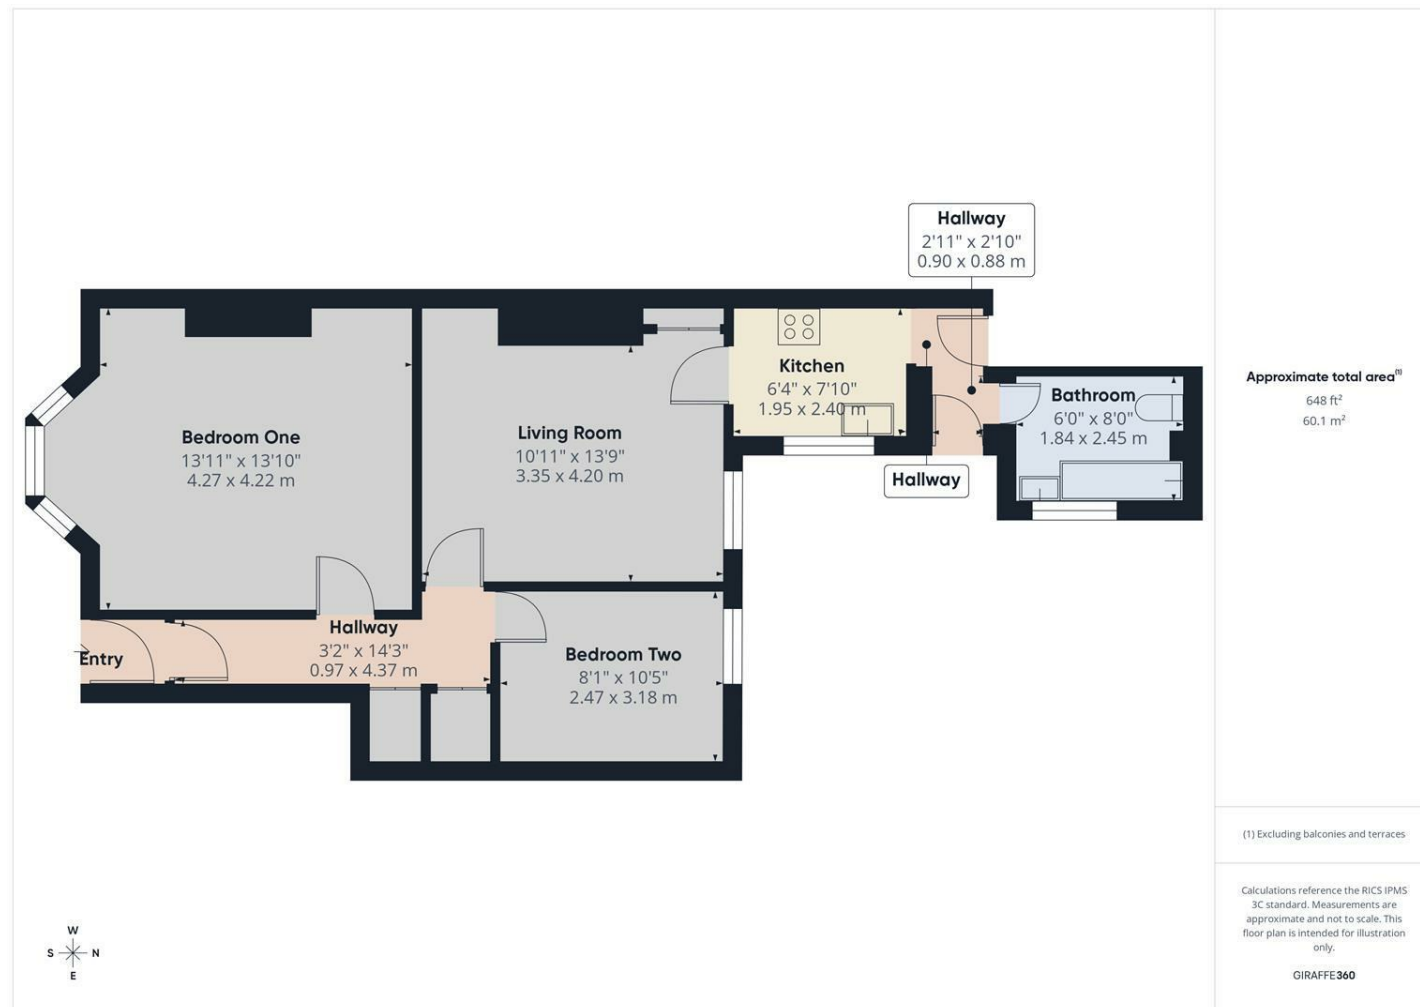 Hallway
2'11" x 2'10"
0.90 x 0.88 m
Kitchen
6'4" x 7'10"
1.95 x 2.40 m
Bathroom
6'0" x 8'0"
1.84 x 2.45 m
Bedroom One
13'11" x 13'10"
4.27 x 4.22 m
Living Room
10'11" x 13'9"
3.35 x 4.20 m
Hallway
Hallway
3'2" x 14'3"
0.97 x 4.37 m
Entry
Bedroom Two
8'1" x 10'5"
2.47 x 3.18 m
W
S N
E
Approximate total area(1)
648 ft²
60.1 m²
(1) Excluding balconies and terraces
Calculations reference the RICS IPMS
3C standard. Measurements are
approximate and not to scale. This
floor plan is intended for illustration
only.
GIRAFFE360